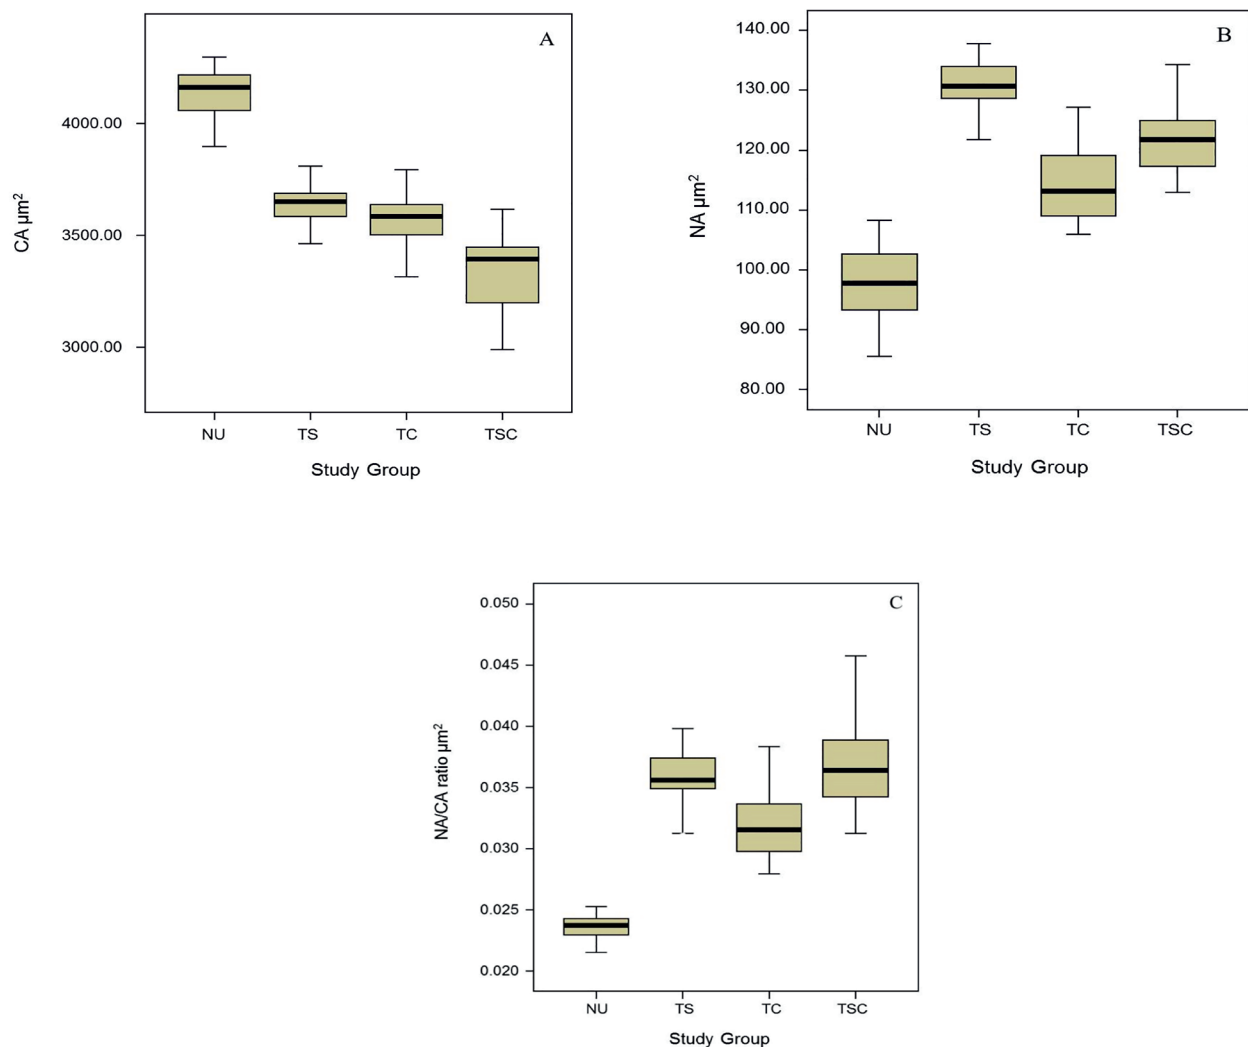 A
CA μm²
4000.00
3500.00
3000.00
NU TS TC TSC
Study Group
B
NA μm²
140.00
130.00
120.00
110.00
100.00
90.00
80.00
NU TS TC TSC
Study Group
C
NA/CA ratio μm²
0.050
0.045
0.040
0.035
0.030
0.025
0.020
NU TS TC TSC
Study Group